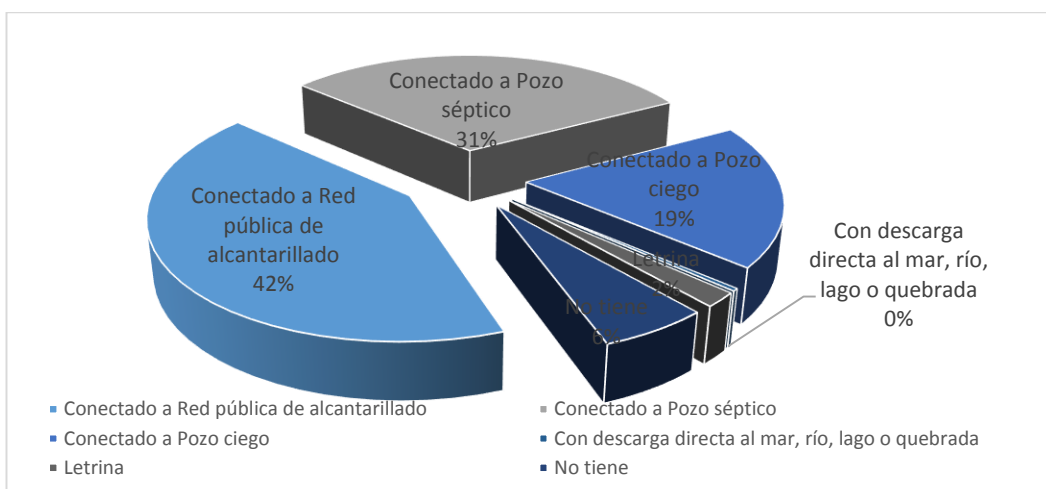 Conectado a Pozo
séptico
31%
Conectado a Pozo
ciego
19%
Conectado a Red
pública de
alcantarillado
42%
Con descarga
directa al mar, río,
lago o quebrada
0%
Letrina
2%
No tiene
6%
Conectado a Red pública de alcantarillado
Conectado a Pozo séptico
Conectado a Pozo ciego
Con descarga directa al mar, río, lago o quebrada
Letrina
No tiene